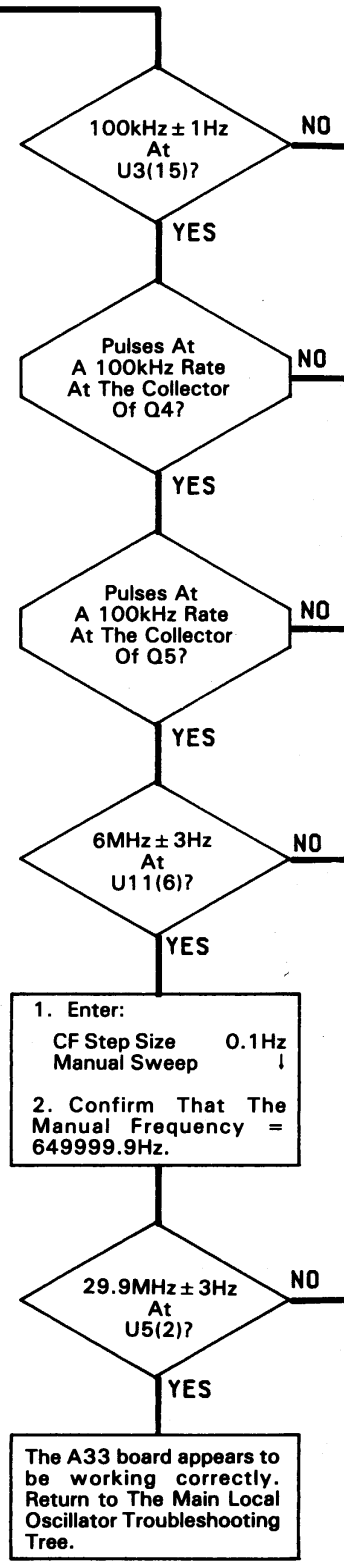 100kHz ± 1Hz
At
U3(15)?
NO
YES
Pulses At
A 100kHz Rate
At The Collector
Of Q4?
NO
YES
Pulses At
A 100kHz Rate
At The Collector
Of Q5?
NO
YES
6MHz ± 3Hz
At
U11(6)?
NO
YES
1. Enter:
CF Step Size 0.1Hz
Manual Sweep ↓
2. Confirm That The
Manual Frequency =
649999.9Hz.
29.9MHz ± 3Hz
At
U5(2)?
NO
YES
The A33 board appears to
be working correctly.
Return to The Main Local
Oscillator Troubleshooting
Tree.